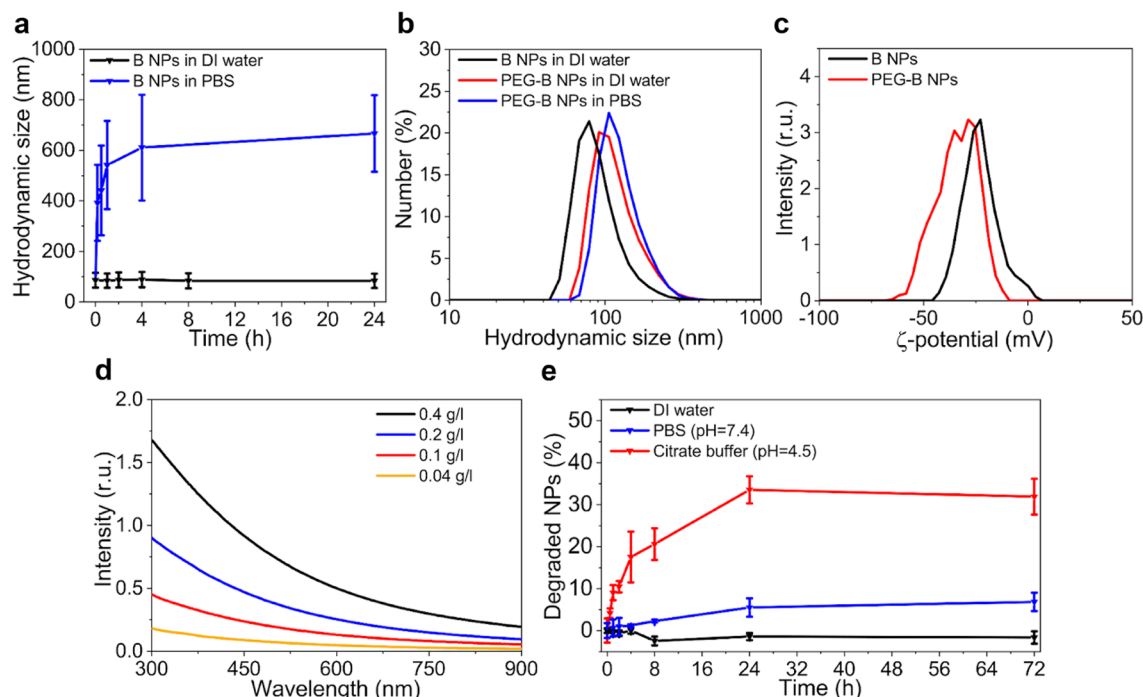 a
B NPs in DI water
B NPs in PBS
Hydrodynamic size (nm)
1000
800
600
400
200
0
0 4 8 12 16 20 24
Time (h)
b
B NPs in DI water
PEG-B NPs in DI water
PEG-B NPs in PBS
Number (%)
30
25
20
15
10
5
0
10 100 1000
Hydrodynamic size (nm)
c
B NPs
PEG-B NPs
Intensity (r.u.)
4
3
2
1
0
-100 -50 0 50
ζ-potential (mV)
d
0.4 g/l
0.2 g/l
0.1 g/l
0.04 g/l
Intensity (r.u.)
2.0
1.5
1.0
0.5
0.0
300 450 600 750 900
Wavelength (nm)
e
DI water
PBS (pH=7.4)
Citrate buffer (pH=4.5)
Degraded NPs (%)
50
40
30
20
10
0
0 8 16 24 32 40 48 56 64 72
Time (h)